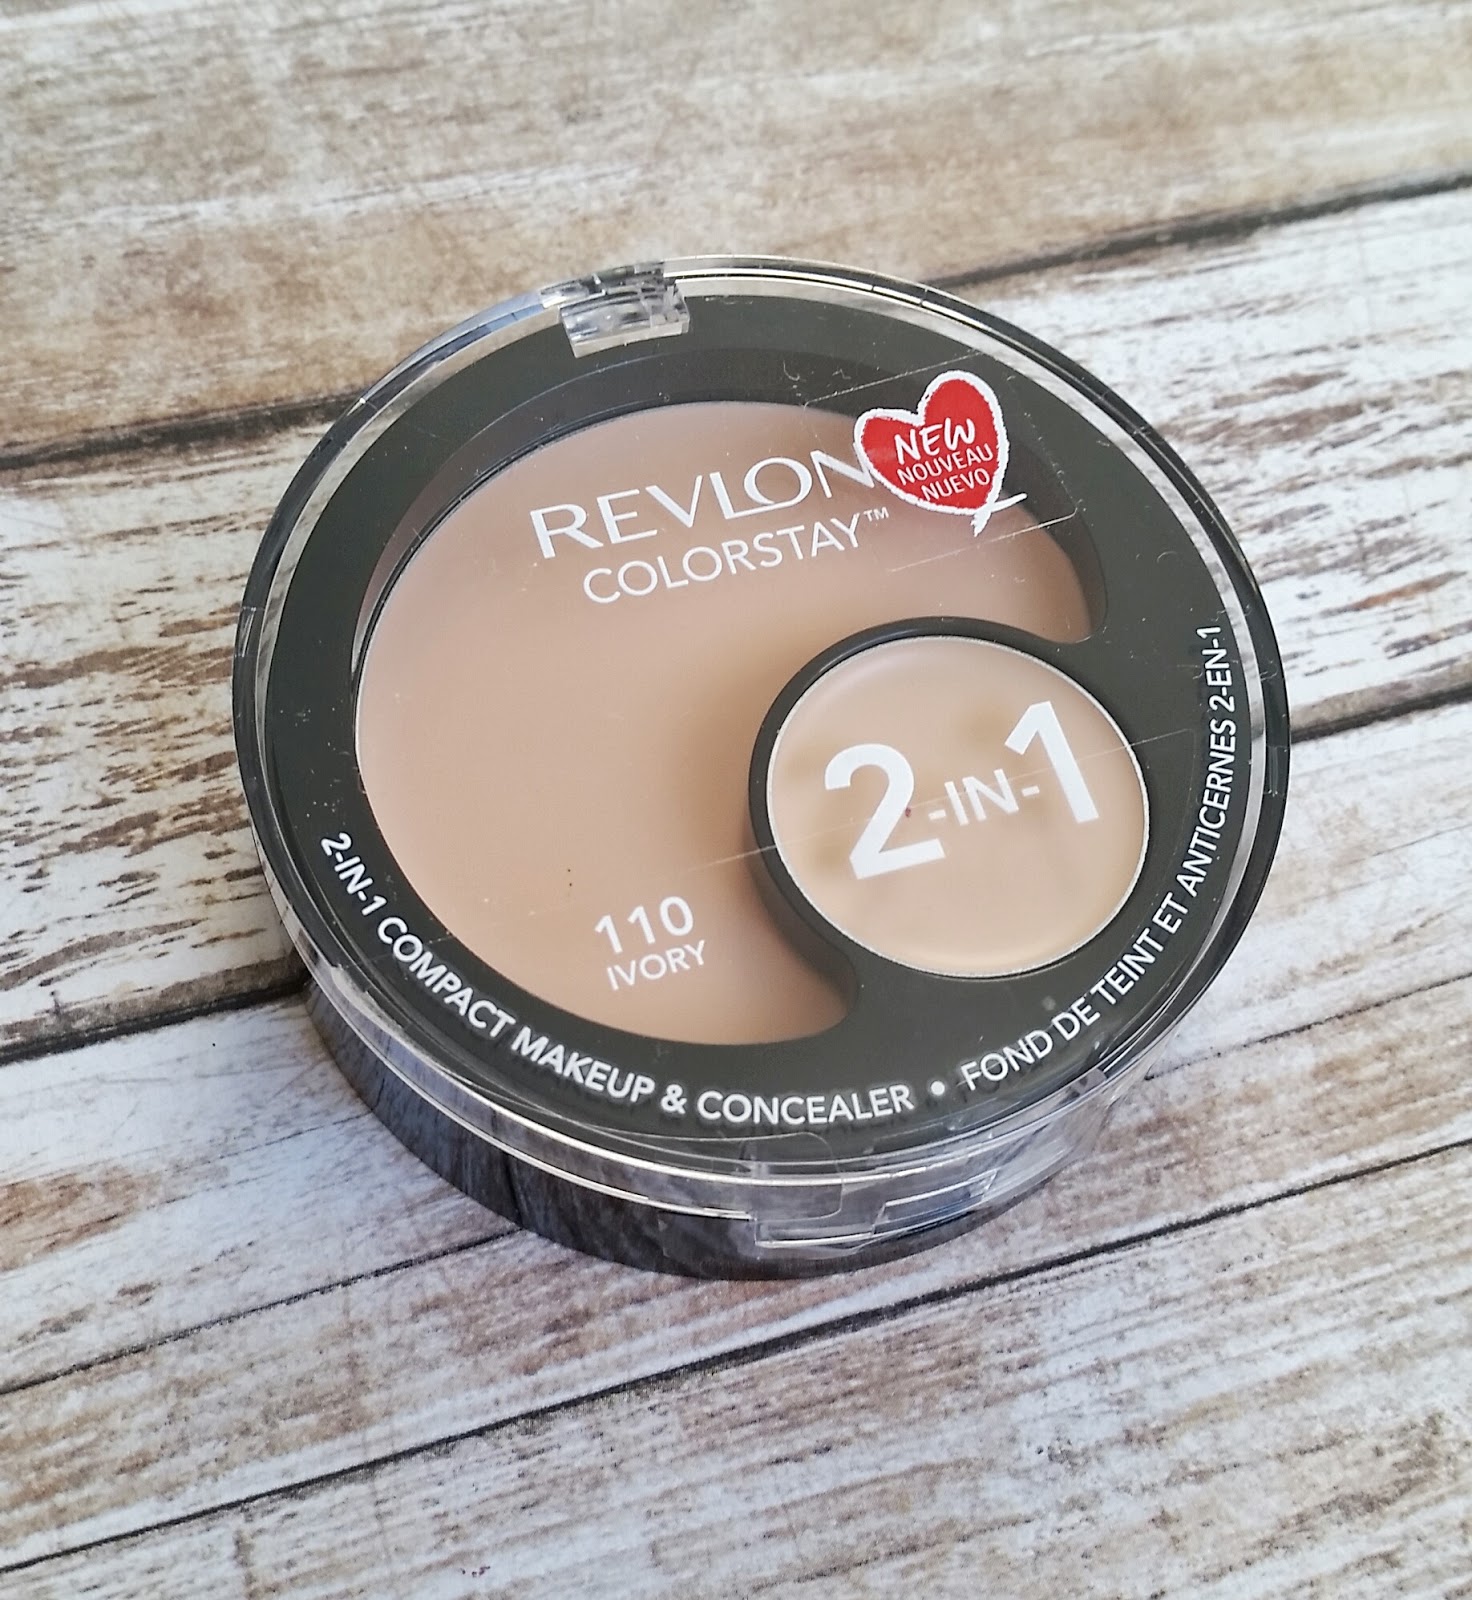 REVLON
COLORSTAY™
NEW
NOUVEAU
NUEVO
2-IN-1
110
IVORY
2-IN-1 COMPACT MAKEUP & CONCEALER • FOND DE TEINT ET ANTICERNES 2-EN-1